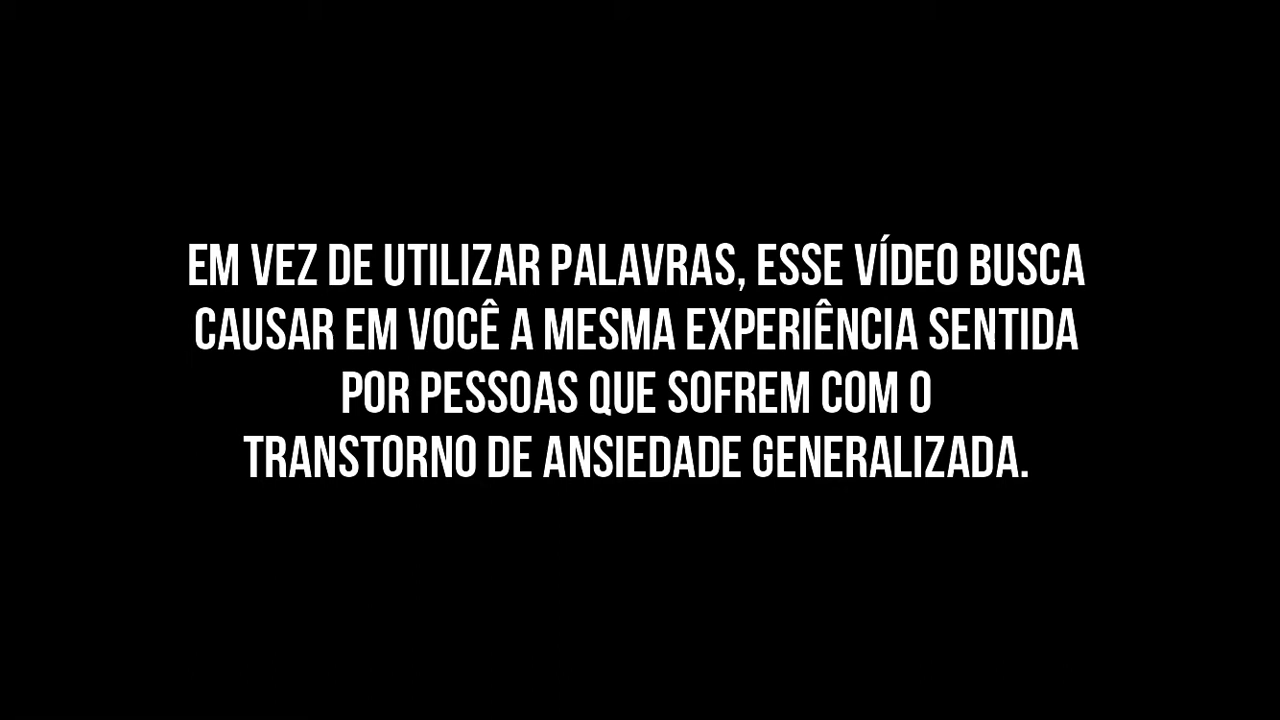 EM VEZ DE UTILIZAR PALAVRAS, ESSE VÍDEO BUSCA
CAUSAR EM VOCÊ A MESMA EXPERIÊNCIA SENTIDA
POR PESSOAS QUE SOFREM COM O
TRANSTORNO DE ANSIEDADE GENERALIZADA.